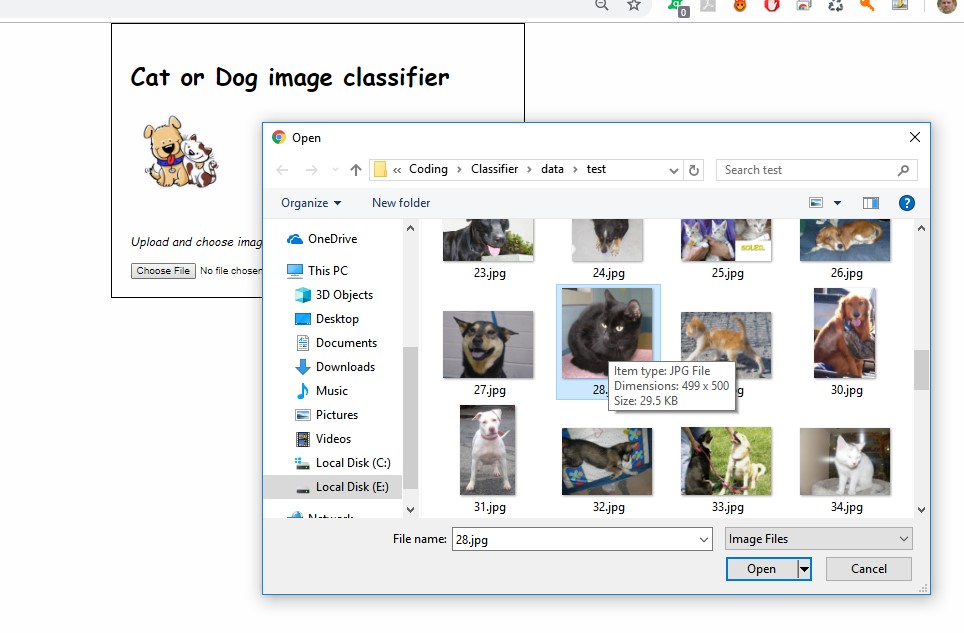 0
Cat or Dog image classifier
Upload and choose imag
Choose File No file chosen
Open
« Coding > Classifier > data > test
Search test
Organize
New folder
?
OneDrive
This PC
3D Objects
Desktop
Documents
Downloads
Music
Pictures
Videos
Local Disk (C:)
Local Disk (E:)
Network
23.jpg
24.jpg
25.jpg
26.jpg
27.jpg
28.
g
30.jpg
Item type: JPG File
Dimensions: 499 x 500
Size: 29.5 KB
31.jpg
32.jpg
33.jpg
34.jpg
File name: 28.jpg
Image Files
Open
Cancel